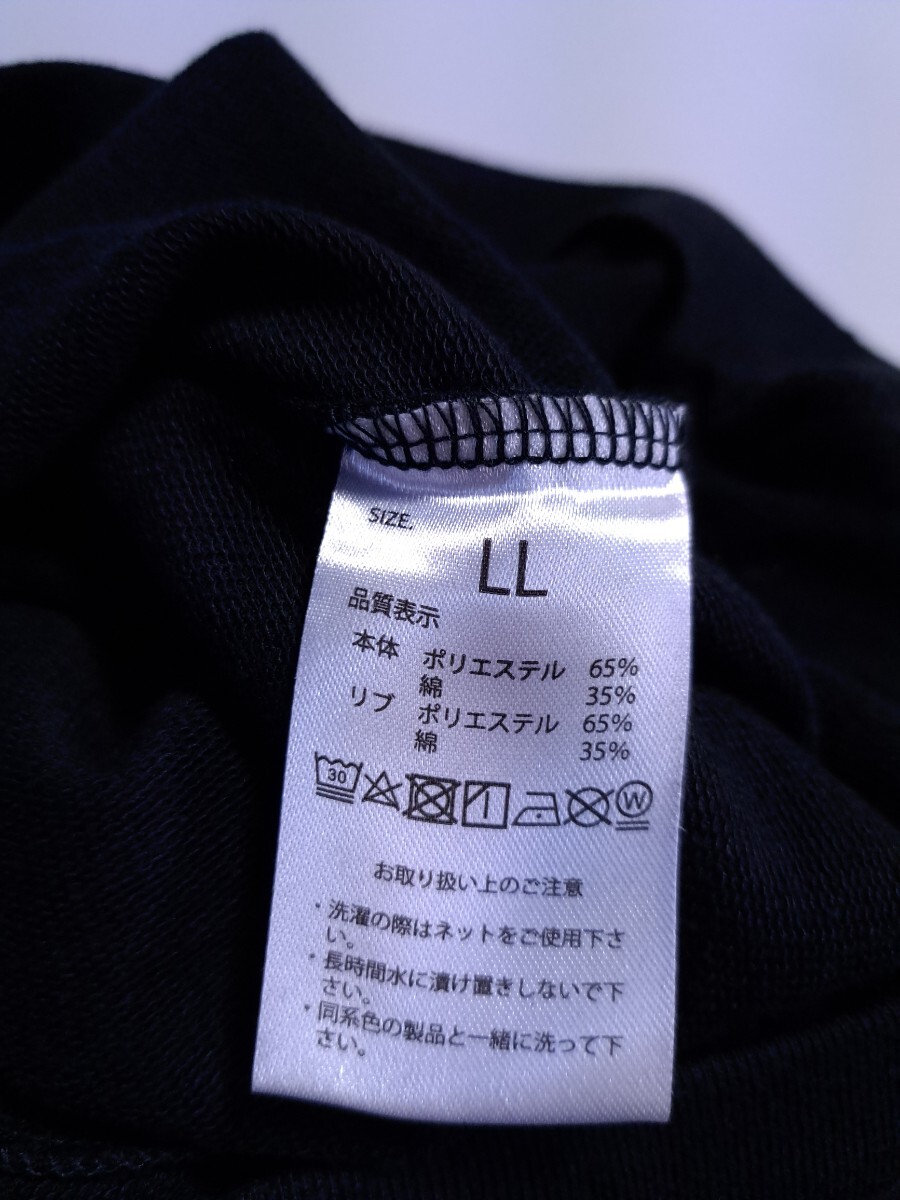 SIZE.
LL
品質表示
本体 ポリエステル 65%
綿 35%
リブ ポリエステル 65%
綿 35%
30 W
お取り扱い上のご注意
・洗濯の際はネットをご使用下さ
い。
・長時間水に漬け置きしないで下
さい。
・同系色の製品と一緒に洗って下
さい。